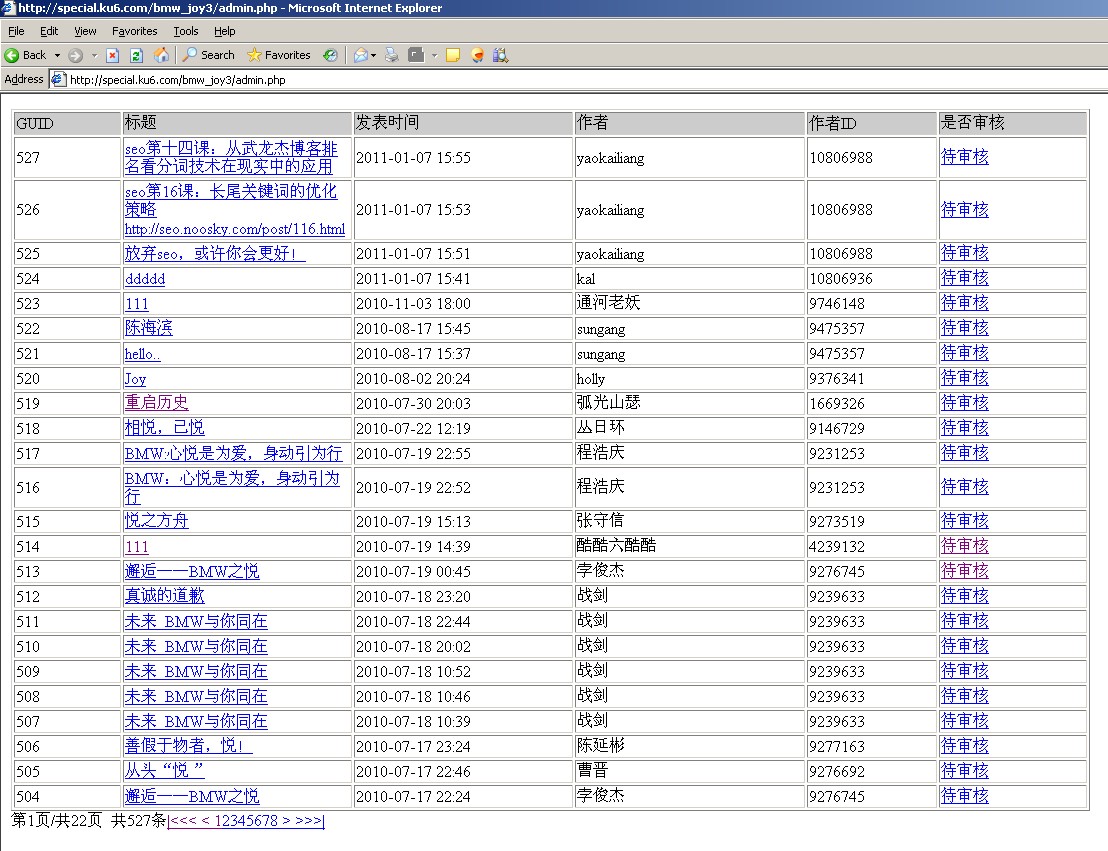 http://special.ku6.com/bmw_joy3/admin.php - Microsoft Internet Explorer
File Edit View Favorites Tools Help
Back Search Favorites
Address http://special.ku6.com/bmw_joy3/admin.php
GUID 标题 发表时间 作者 作者ID 是否审核
527 seo第十四课：从武龙杰博客排 2011-01-07 15:55 yaokailiang 10806988 待审核
名看分词技术在现实中的应用
526 seo第16课：长尾关键词的优化 2011-01-07 15:53 yaokailiang 10806988 待审核
策略
http://seo.noosky.com/post/116.html
525 放弃seo，或许你会更好！ 2011-01-07 15:51 yaokailiang 10806988 待审核
524 ddddd 2011-01-07 15:41 kal 10806936 待审核
523 111 2010-11-03 18:00 通河老妖 9746148 待审核
522 陈海滨 2010-08-17 15:45 sungang 9475357 待审核
521 hello.. 2010-08-17 15:37 sungang 9475357 待审核
520 Joy 2010-08-02 20:24 holly 9376341 待审核
519 重启历史 2010-07-30 20:03 弧光山瑟 1669326 待审核
518 相悦，已悦 2010-07-22 12:19 丛日环 9146729 待审核
517 BMW:心悦是为爱，身动引为行 2010-07-19 22:55 程浩庆 9231253 待审核
516 BMW：心悦是为爱，身动引为 2010-07-19 22:52 程浩庆 9231253 待审核
行
515 悦之方舟 2010-07-19 15:13 张守信 9273519 待审核
514 111 2010-07-19 14:39 酷酷六酷酷 4239132 待审核
513 邂逅——BMW之悦 2010-07-19 00:45 李俊杰 9276745 待审核
512 真诚的道歉 2010-07-18 23:20 战剑 9239633 待审核
511 未来 BMW与你同在 2010-07-18 22:44 战剑 9239633 待审核
510 未来 BMW与你同在 2010-07-18 20:02 战剑 9239633 待审核
509 未来 BMW与你同在 2010-07-18 10:52 战剑 9239633 待审核
508 未来 BMW与你同在 2010-07-18 10:46 战剑 9239633 待审核
507 未来 BMW与你同在 2010-07-18 10:39 战剑 9239633 待审核
506 善假于物者，悦！ 2010-07-17 23:24 陈延彬 9277163 待审核
505 从头“悦 ” 2010-07-17 22:46 曹晋 9276692 待审核
504 邂逅——BMW之悦 2010-07-17 22:24 李俊杰 9276745 待审核
第1页/共22页 共527条|<<< < 12345678 > >>>|